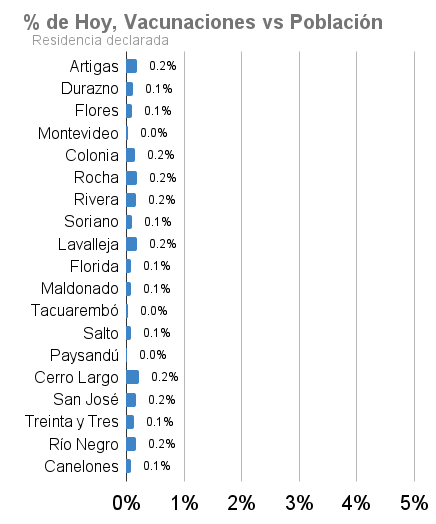 % de Hoy, Vacunaciones vs Población
Residencia declarada
Artigas 0.2%
Durazno 0.1%
Flores 0.1%
Montevideo 0.0%
Colonia 0.2%
Rocha 0.2%
Rivera 0.2%
Soriano 0.1%
Lavalleja 0.2%
Florida 0.1%
Maldonado 0.1%
Tacuarembó 0.0%
Salto 0.1%
Paysandú 0.0%
Cerro Largo 0.2%
San José 0.2%
Treinta y Tres 0.1%
Río Negro 0.2%
Canelones 0.1%
0% 1% 2% 3% 4% 5%